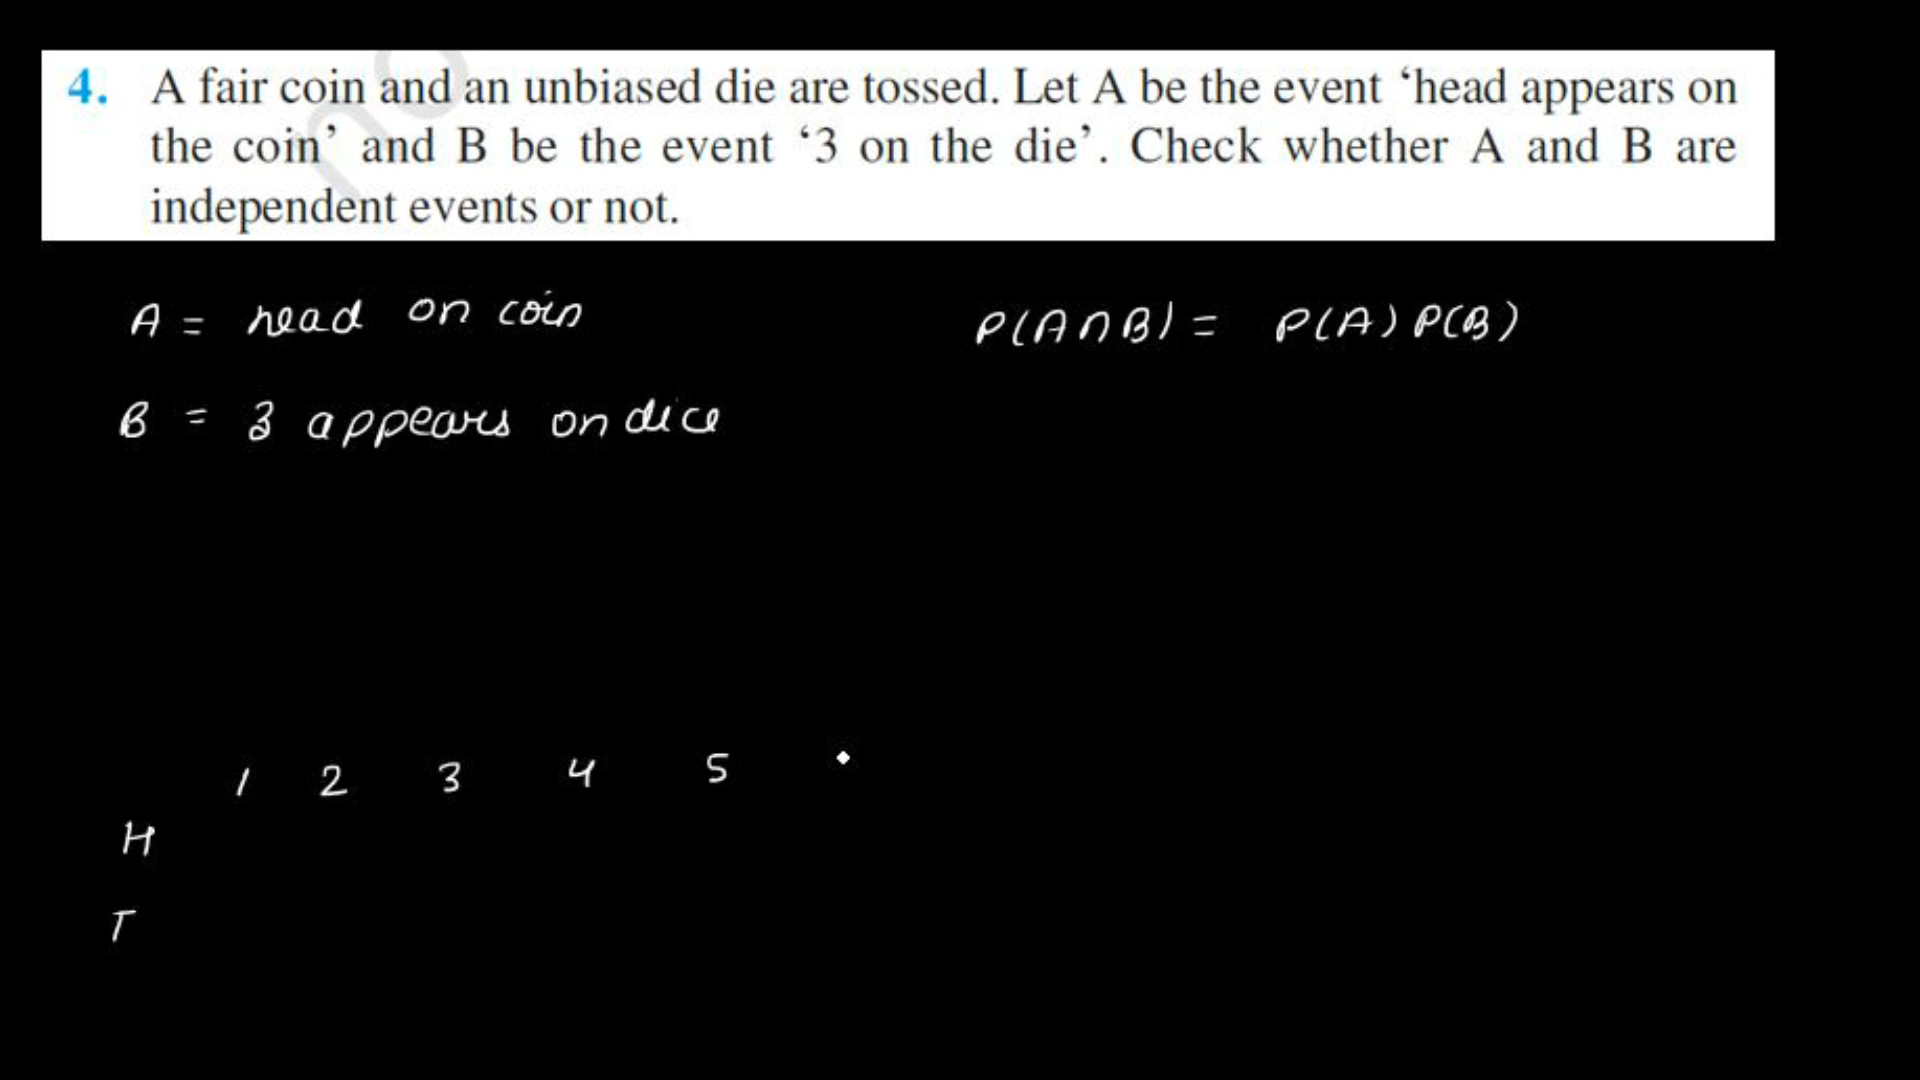 4. A fair coin and an unbiased die are tossed. Let A be the event ‘head appears on
the coin’ and B be the event ‘3 on the die’. Check whether A and B are
independent events or not.
A = head on coin
P(A∩B) = P(A) P(B)
B = 3 appears on dice
1 2 3 4 5
H
T